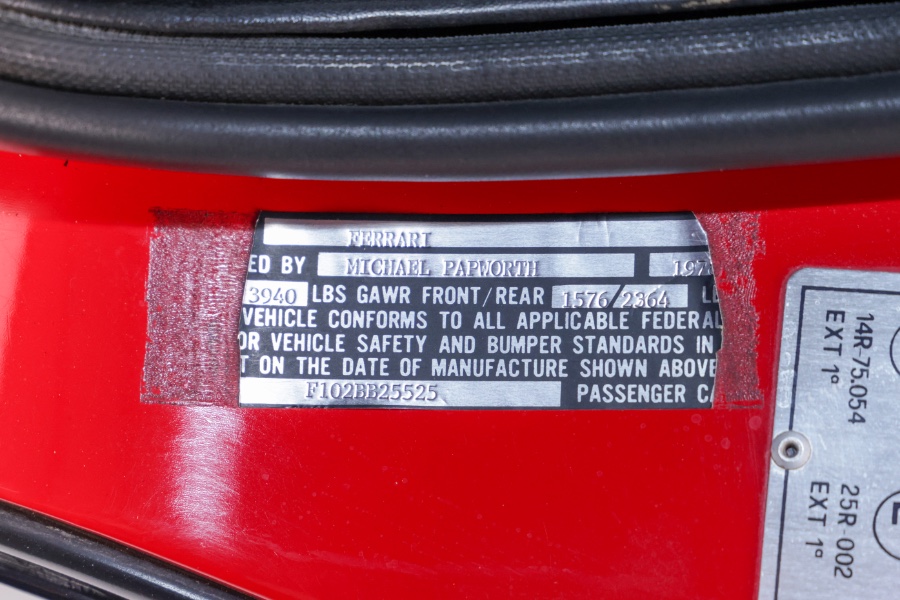 FERRARI
ED BY MICHAEL PAPWORTH 197
3940 LBS GAWR FRONT/REAR 1576/2364 L
VEHICLE CONFORMS TO ALL APPLICABLE FEDERAL
OR VEHICLE SAFETY AND BUMPER STANDARDS IN
T ON THE DATE OF MANUFACTURE SHOWN ABOVE
F102BB25525 PASSENGER CA
14R-75.054
EXT 1°
25R-002
EXT 1°